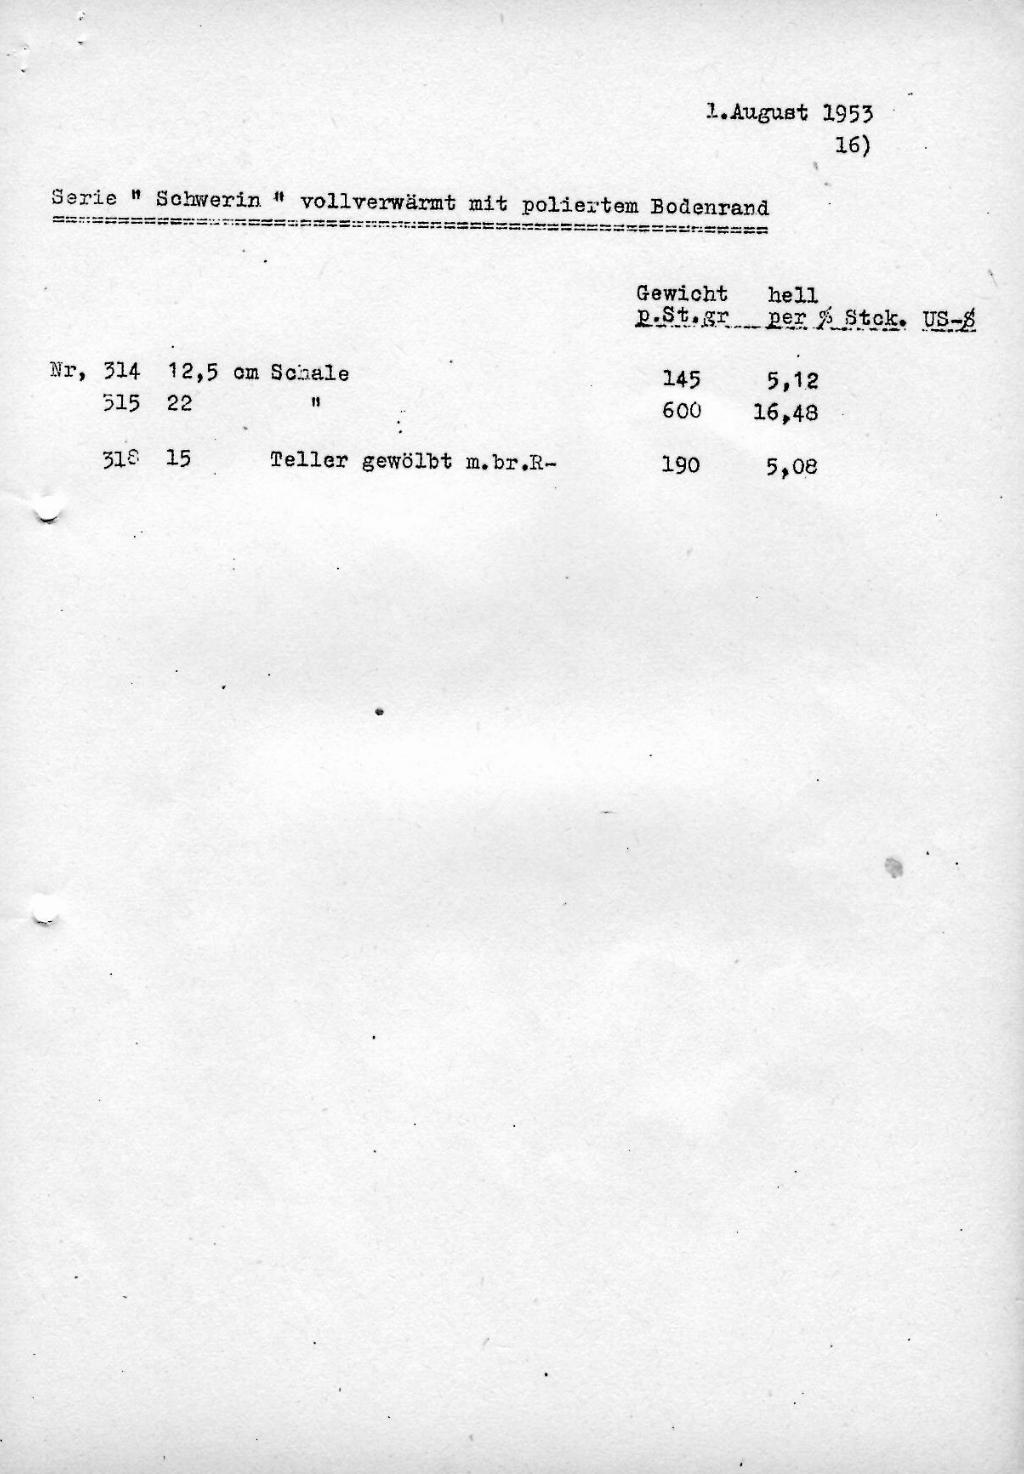 1.August 1953
16)
Serie " Schwerin " vollverwärmt mit poliertem Bodenrand
Gewicht hell
p.St.gr per % Stck. US-$
Nr, 314 12,5 cm Schale 145 5,12
315 22 " 600 16,48
318 15 Teller gewölbt m.br.R- 190 5,08